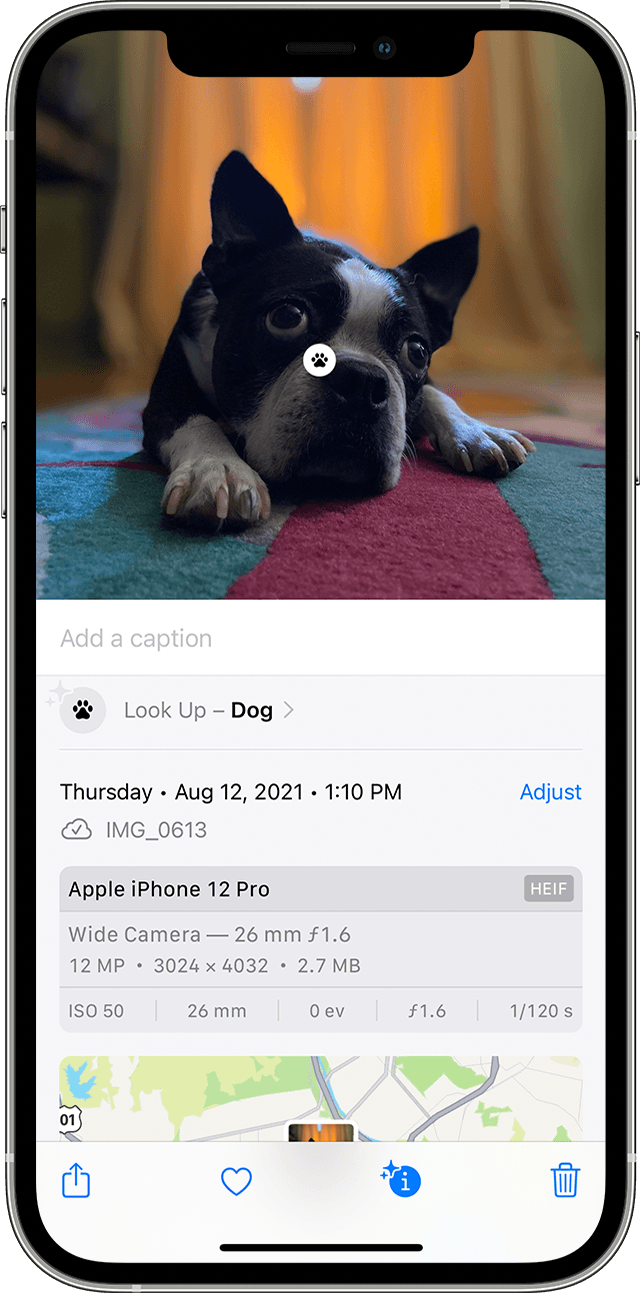 Add a caption
Look Up – Dog
Thursday • Aug 12, 2021 • 1:10 PM
Adjust
IMG_0613
Apple iPhone 12 Pro
HEIF
Wide Camera — 26 mm ƒ1.6
12 MP • 3024 × 4032 • 2.7 MB
ISO 50
26 mm
0 ev
ƒ1.6
1/120 s
01